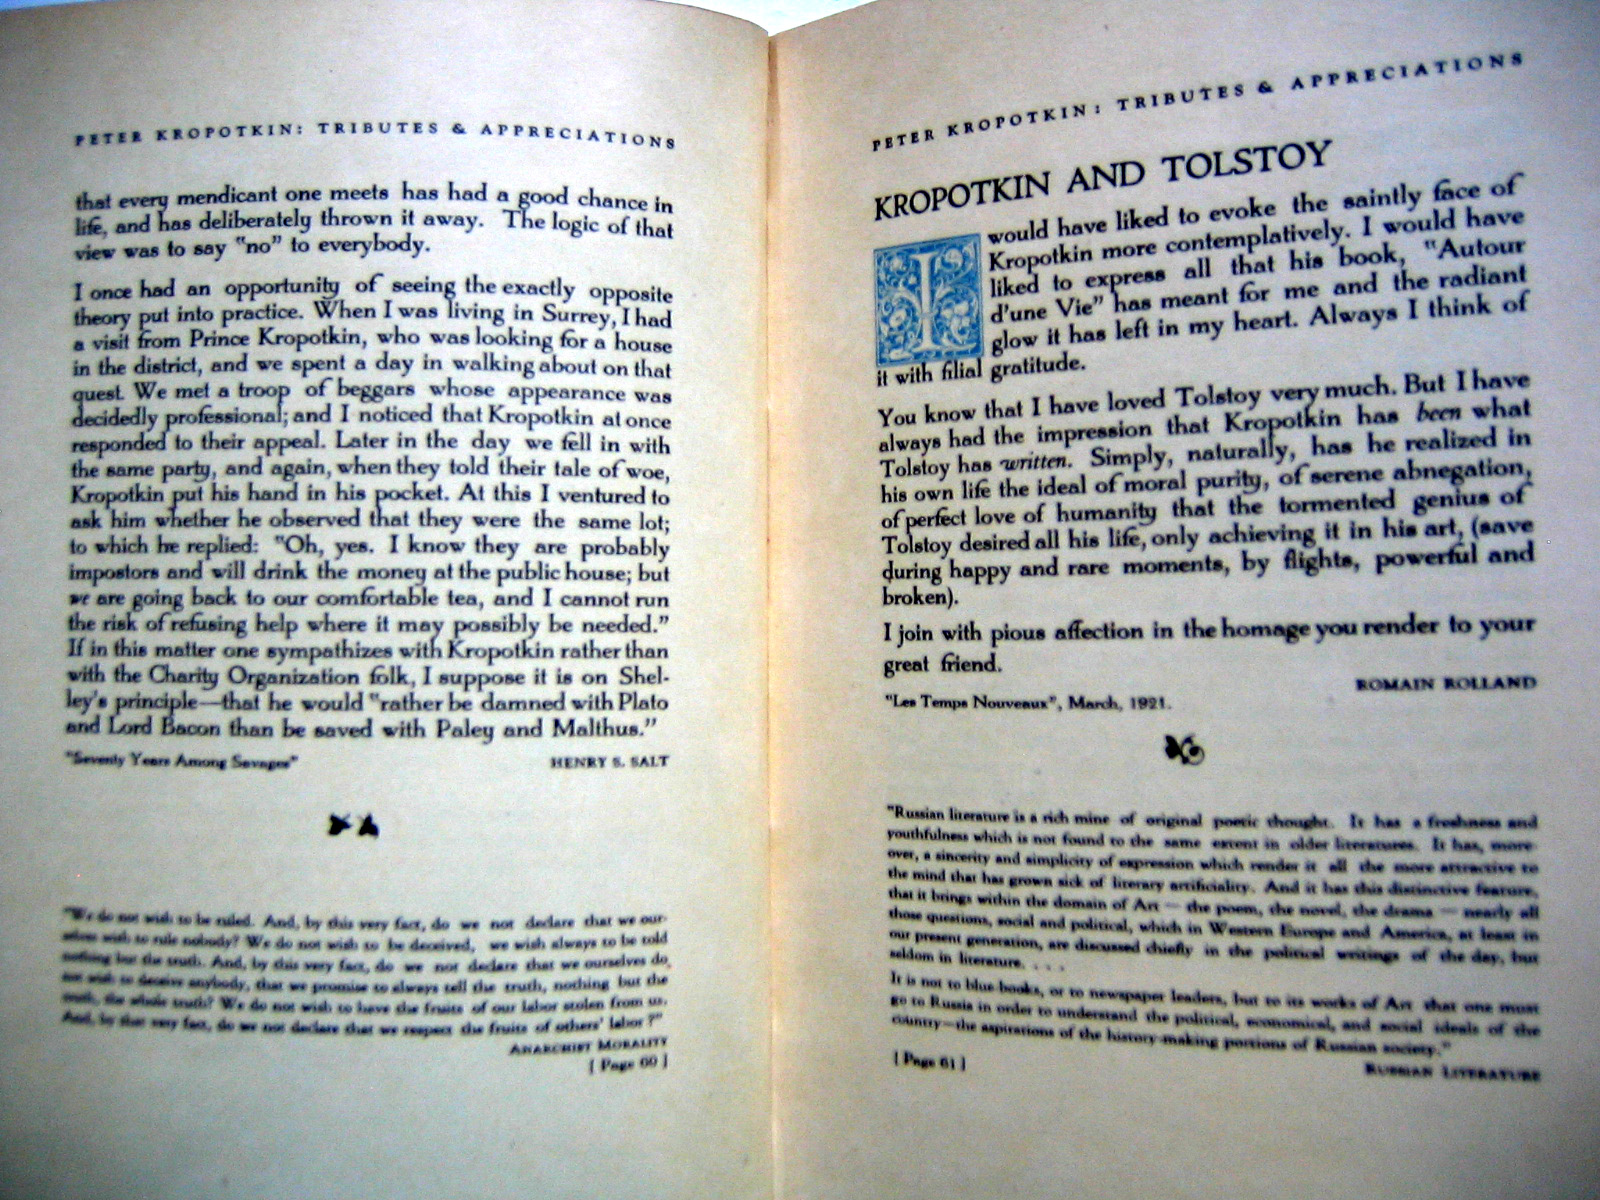 PETER KROPOTKIN: TRIBUTES & APPRECIATIONS
that every mendicant one meets has had a good chance in
life, and has deliberately thrown it away. The logic of that
view was to say "no" to everybody.
I once had an opportunity of seeing the exactly opposite
theory put into practice. When I was living in Surrey, I had
a visit from Prince Kropotkin, who was looking for a house
in the district, and we spent a day in walking about on that
quest. We met a troop of beggars whose appearance was
decidedly professional; and I noticed that Kropotkin at once
responded to their appeal. Later in the day we fell in with
the same party, and again, when they told their tale of woe,
Kropotkin put his hand in his pocket. At this I ventured to
ask him whether he observed that they were the same lot;
to which he replied: "Oh, yes. I know they are probably
impostors and will drink the money at the public house; but
we are going back to our comfortable tea, and I cannot run
the risk of refusing help where it may possibly be needed."
If in this matter one sympathizes with Kropotkin rather than
with the Charity Organization folk, I suppose it is on Shel-
ley's principle—that he would "rather be damned with Plato
and Lord Bacon than be saved with Paley and Malthus."
"Seventy Years Among Savages" HENRY S. SALT
"We do not wish to be ruled. And, by this very fact, do we not declare that we our-
selves wish to rule nobody? We do not wish to be deceived, we wish always to be told
nothing but the truth. And, by this very fact, do we not declare that we ourselves do
not wish to deceive anybody, that we promise to always tell the truth, nothing but the
truth, the whole truth? We do not wish to have the fruits of our labor stolen from us.
And, by that very fact, do we not declare that we respect the fruits of others' labor?"
ANARCHIST MORALITY
[ Page 60 ]
PETER KROPOTKIN: TRIBUTES & APPRECIATIONS
KROPOTKIN AND TOLSTOY
I would have liked to evoke the saintly face of
Kropotkin more contemplatively. I would have
liked to express all that his book, "Autour
d'une Vie" has meant for me and the radiant
glow it has left in my heart. Always I think of
it with filial gratitude.
You know that I have loved Tolstoy very much. But I have
always had the impression that Kropotkin has been what
Tolstoy has written. Simply, naturally, has he realized in
his own life the ideal of moral purity, of serene abnegation,
of perfect love of humanity that the tormented genius of
Tolstoy desired all his life, only achieving it in his art, (save
during happy and rare moments, by flights, powerful and
broken).
I join with pious affection in the homage you render to your
great friend.
ROMAIN ROLLAND
"Les Temps Nouveaux", March, 1921.
"Russian literature is a rich mine of original poetic thought. It has a freshness and
youthfulness which is not found to the same extent in older literatures. It has, more-
over, a sincerity and simplicity of expression which render it all the more attractive to
the mind that has grown sick of literary artificiality. And it has this distinctive feature,
that it brings within the domain of Art — the poem, the novel, the drama — nearly all
those questions, social and political, which in Western Europe and America, at least in
our present generation, are discussed chiefly in the political writings of the day, but
seldom in literature. . . .
It is not to blue-books, or to newspaper leaders, but to its works of Art that one must
go to Russia in order to understand the political, economical, and social ideals of the
country—the aspirations of the history-making portions of Russian society."
[ Page 61 ] RUSSIAN LITERATURE